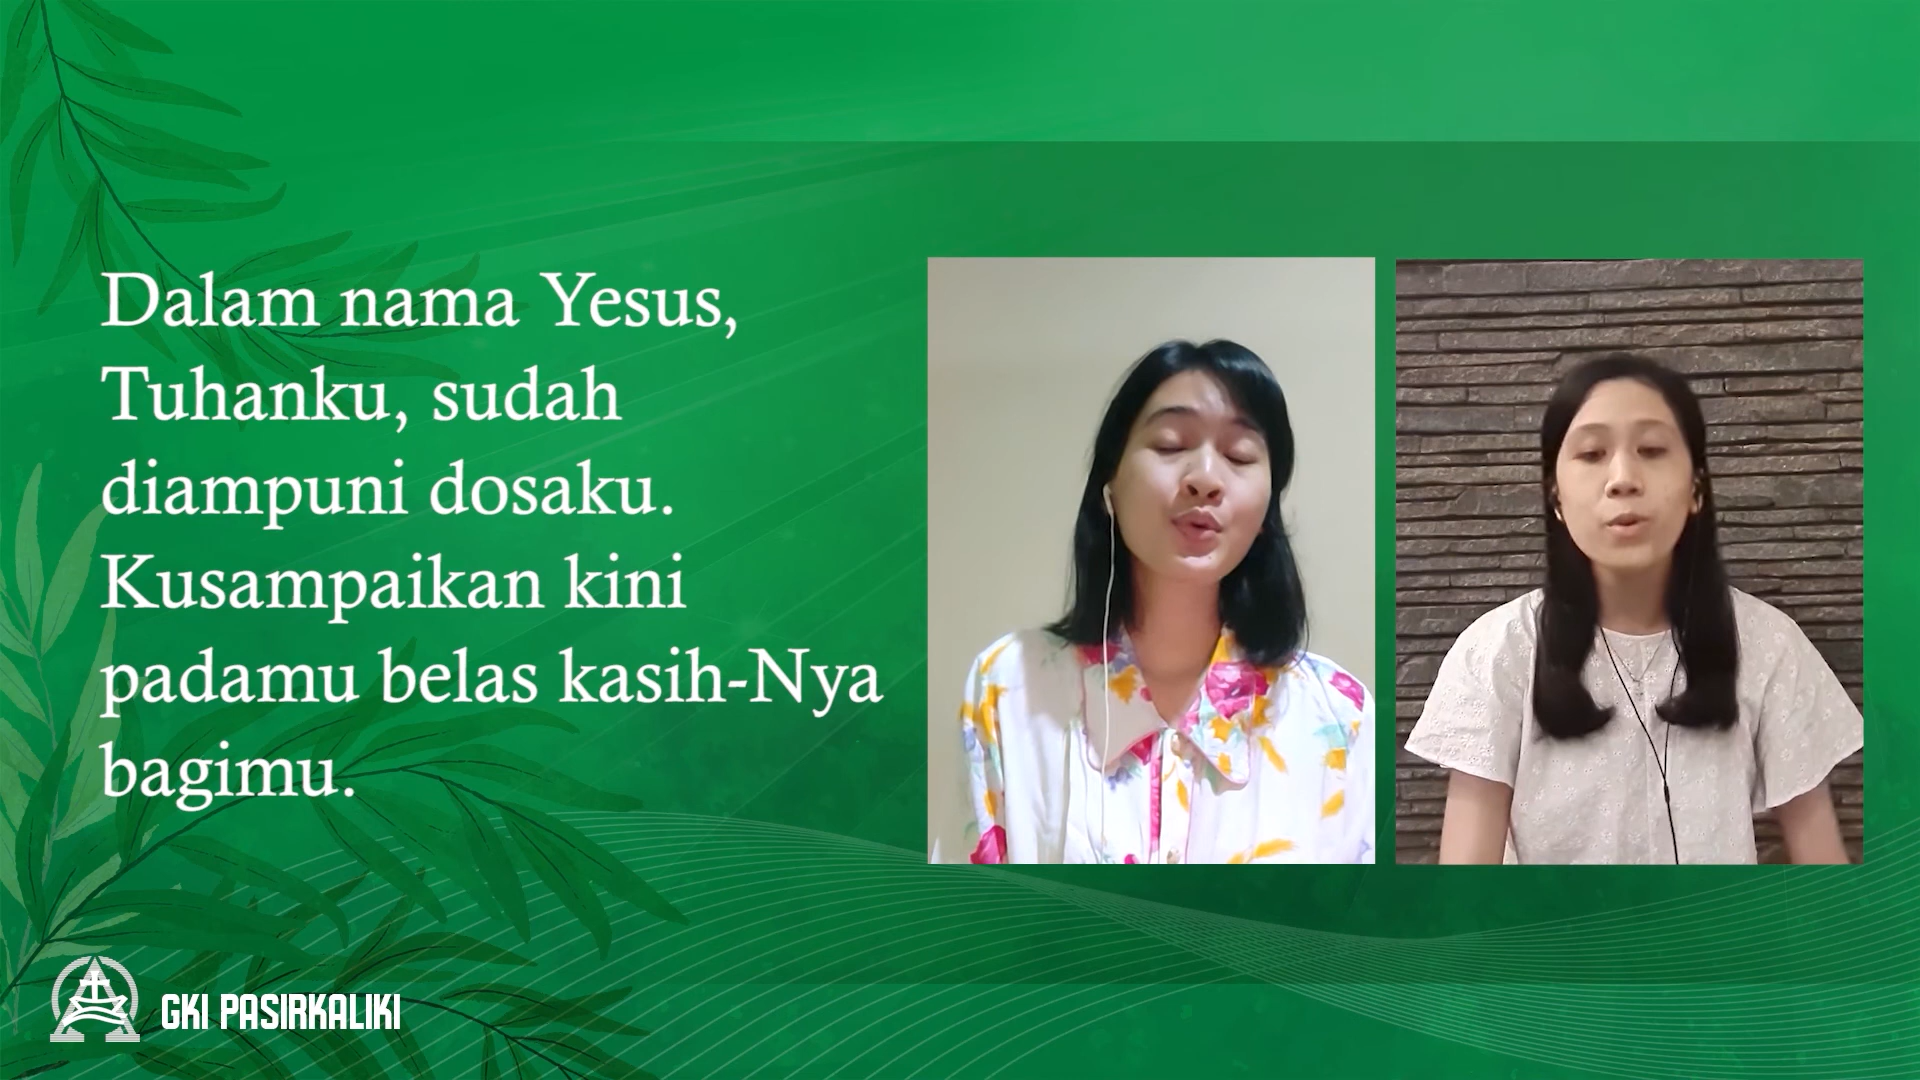 Dalam nama Yesus,
Tuhanku, sudah
diampuni dosaku.
Kusampaikan kini
padamu belas kasih-Nya
bagimu.
GKI PASIRKALIKI